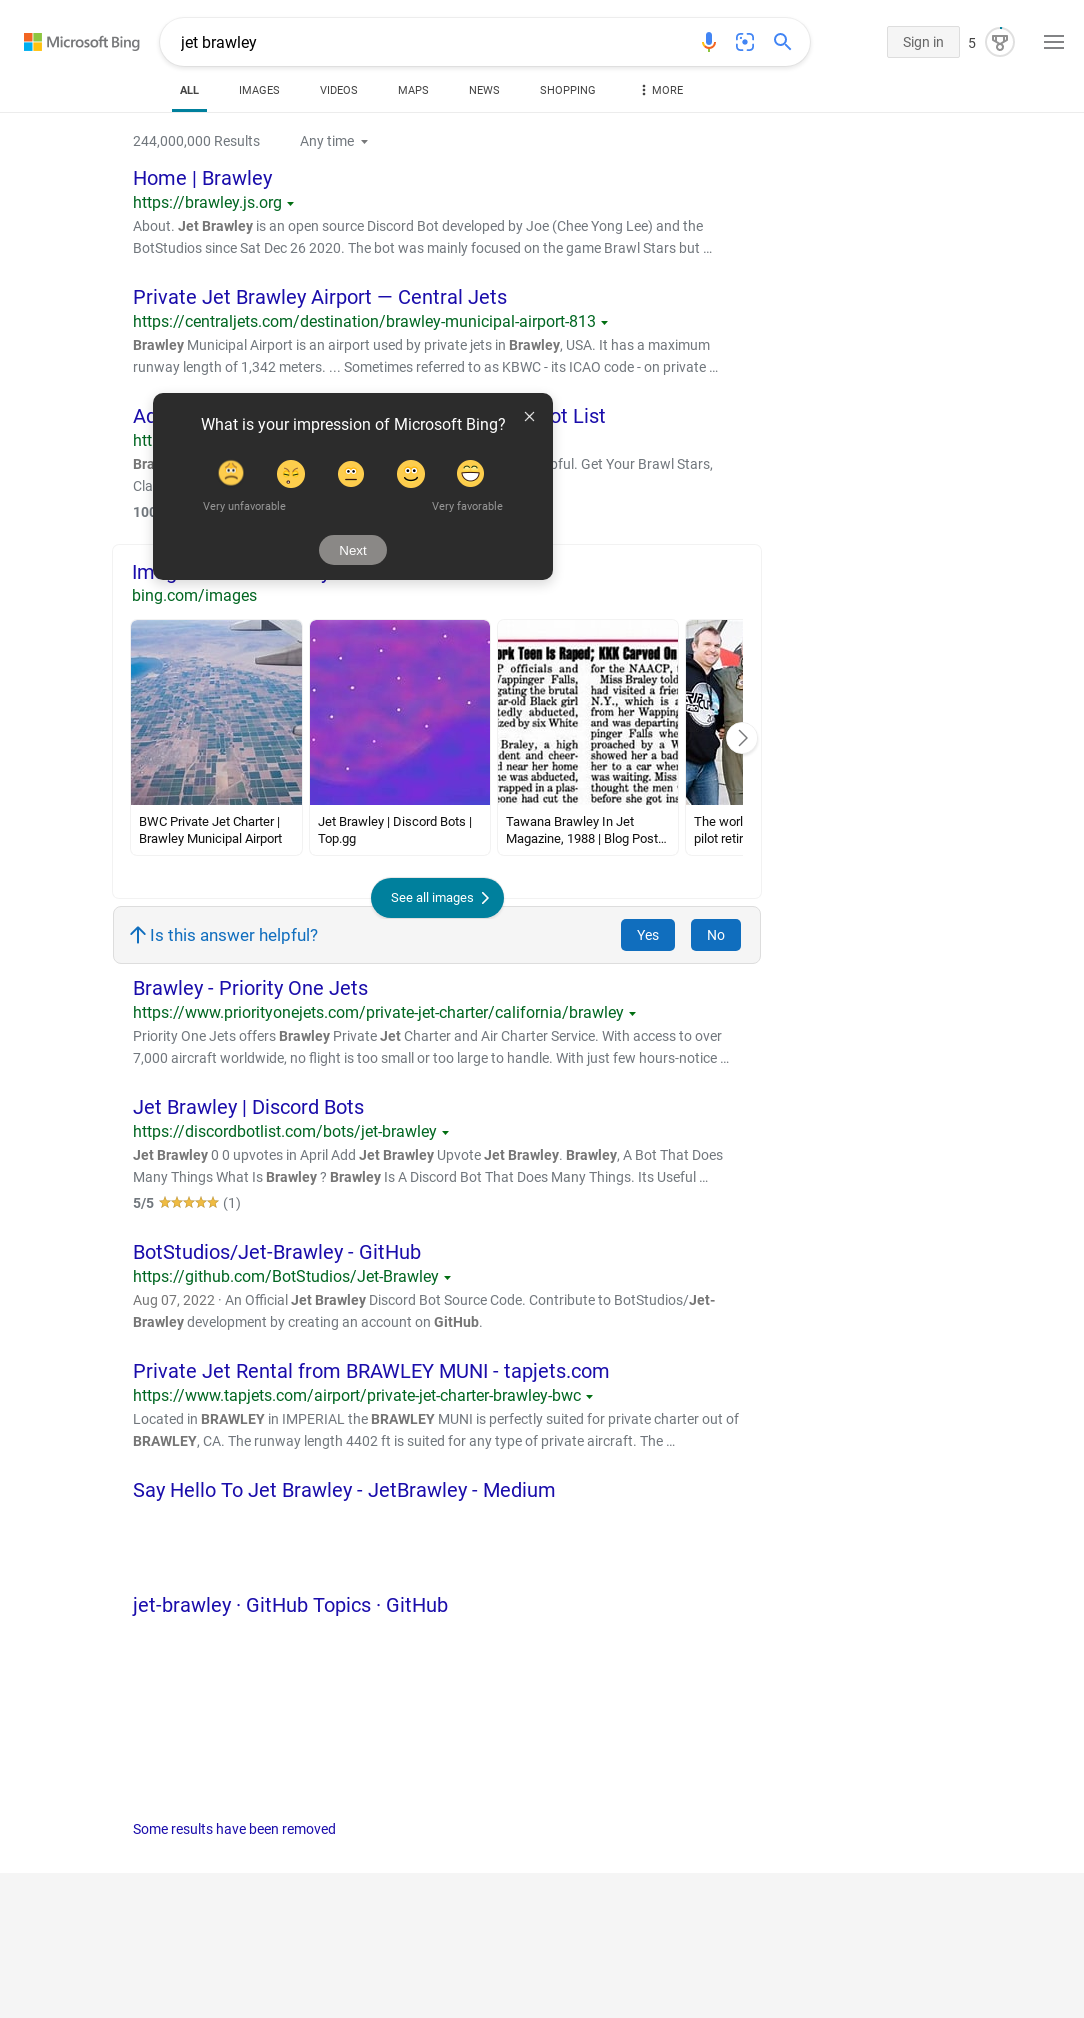 Microsoft Bing
jet brawley
Sign in
5
ALL
IMAGES
VIDEOS
MAPS
NEWS
SHOPPING
MORE
244,000,000 Results
Any time
Home | Brawley
https://brawley.js.org
About. Jet Brawley is an open source Discord Bot developed by Joe (Chee Yong Lee) and the
BotStudios since Sat Dec 26 2020. The bot was mainly focused on the game Brawl Stars but …
Private Jet Brawley Airport — Central Jets
https://centraljets.com/destination/brawley-municipal-airport-813
Brawley Municipal Airport is an airport used by private jets in Brawley, USA. It has a maximum
runway length of 1,342 meters. ... Sometimes referred to as KBWC - its ICAO code - on private …
List
Get Your Brawl Stars,
What is your impression of Microsoft Bing?
Very unfavorable
Very favorable
Next
bing.com/images
ork Teen Is Raped; KKK Carved On
P officials and
Wappinger Falls,
gating the brutal
ar-old Black girl
tedly abducted,
ized by six White
Braley, a high
dent and cheer-
d near her home
he was abducted,
rapped in a plas-
eone had cut the
for the NAACP,
Miss Braley told
had visited a frie
N.Y., which is a
from her Wapping
and was departing
pinger Falls whe
proached by a W
showed her a bad
her to a car wher
was waiting. Miss
thought the men
before she got ins
BWC Private Jet Charter |
Brawley Municipal Airport
Jet Brawley | Discord Bots |
Top.gg
Tawana Brawley In Jet
Magazine, 1988 | Blog Post…
The worl
pilot retir
See all images
Is this answer helpful?
Yes
No
Brawley - Priority One Jets
https://www.priorityonejets.com/private-jet-charter/california/brawley
Priority One Jets offers Brawley Private Jet Charter and Air Charter Service. With access to over
7,000 aircraft worldwide, no flight is too small or too large to handle. With just few hours-notice …
Jet Brawley | Discord Bots
https://discordbotlist.com/bots/jet-brawley
Jet Brawley 0 0 upvotes in April Add Jet Brawley Upvote Jet Brawley. Brawley, A Bot That Does
Many Things What Is Brawley ? Brawley Is A Discord Bot That Does Many Things. Its Useful …
5/5 (1)
BotStudios/Jet-Brawley - GitHub
https://github.com/BotStudios/Jet-Brawley
Aug 07, 2022 · An Official Jet Brawley Discord Bot Source Code. Contribute to BotStudios/Jet-
Brawley development by creating an account on GitHub.
Private Jet Rental from BRAWLEY MUNI - tapjets.com
https://www.tapjets.com/airport/private-jet-charter-brawley-bwc
Located in BRAWLEY in IMPERIAL the BRAWLEY MUNI is perfectly suited for private charter out of
BRAWLEY, CA. The runway length 4402 ft is suited for any type of private aircraft. The …
Say Hello To Jet Brawley - JetBrawley - Medium
jet-brawley · GitHub Topics · GitHub
Some results have been removed